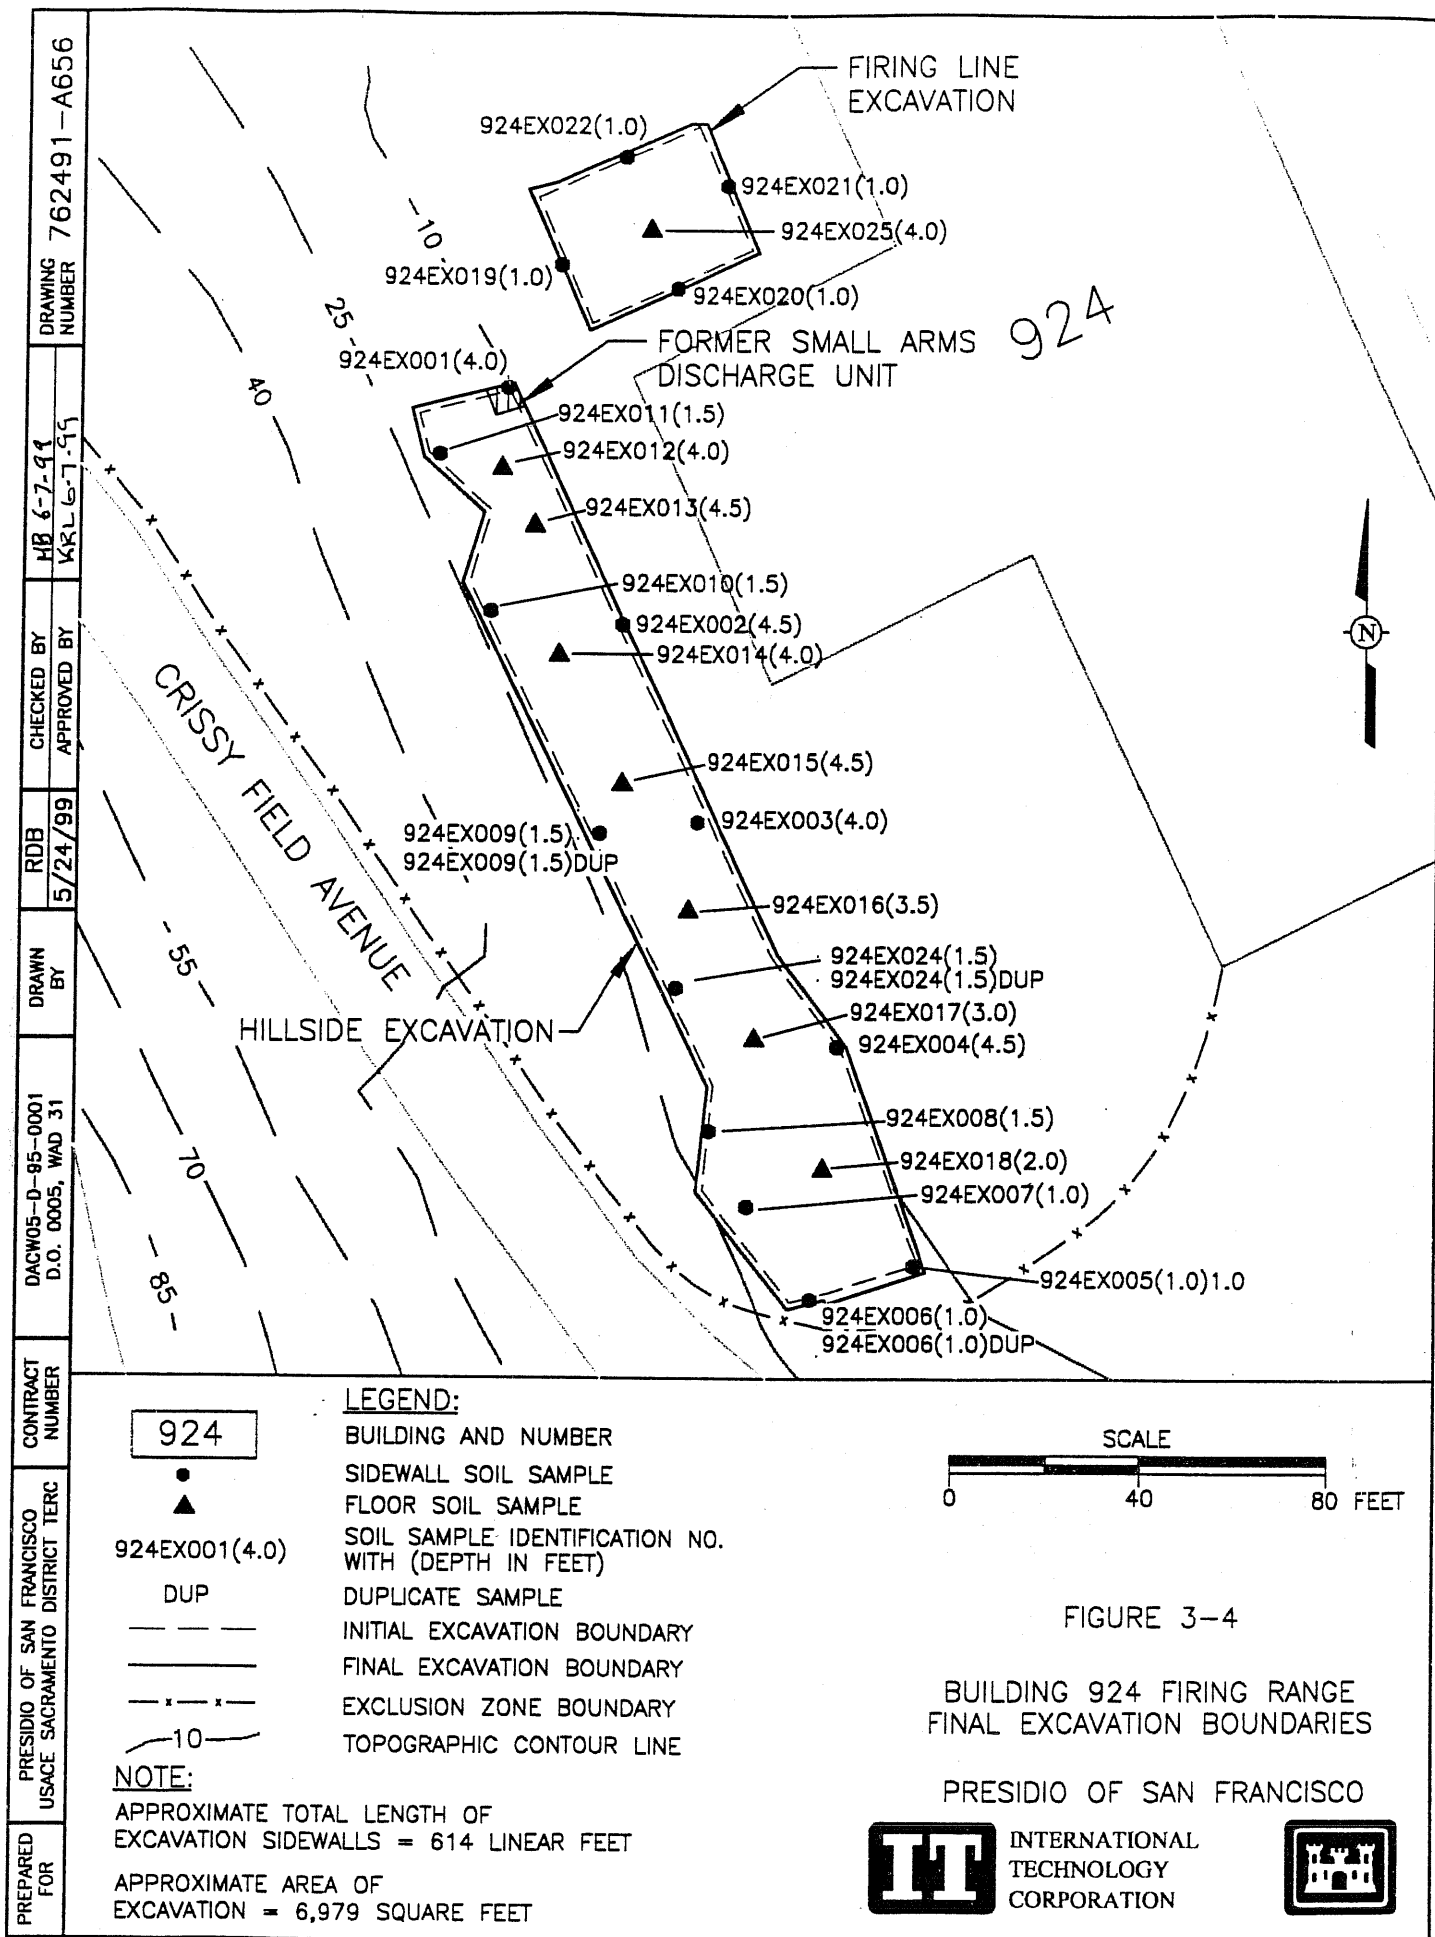 DRAWING NUMBER 762491-A656
CHECKED BY HB 6-7-99
APPROVED BY KRL 6-7-99
DRAWN BY RDB 5/24/99
CONTRACT NUMBER DACW05-D-95-0001
D.O. 0005, WAD 31
PREPARED FOR PRESIDIO OF SAN FRANCISCO
USACE SACRAMENTO DISTRICT TERC
FIRING LINE
EXCAVATION
924EX022(1.0)
924EX021(1.0)
924EX025(4.0)
924EX019(1.0)
924EX020(1.0)
10
25
40
924
924EX001(4.0)
FORMER SMALL ARMS
DISCHARGE UNIT
924EX011(1.5)
924EX012(4.0)
924EX013(4.5)
924EX010(1.5)
924EX002(4.5)
924EX014(4.0)
N
CRISSY FIELD AVENUE
924EX015(4.5)
924EX003(4.0)
924EX009(1.5)
924EX009(1.5)DUP
924EX016(3.5)
55
924EX024(1.5)
924EX024(1.5)DUP
924EX017(3.0)
HILLSIDE EXCAVATION
924EX004(4.5)
924EX008(1.5)
70
924EX018(2.0)
924EX007(1.0)
85
924EX005(1.0)1.0
924EX006(1.0)
924EX006(1.0)DUP
LEGEND:
924 BUILDING AND NUMBER
SIDEWALL SOIL SAMPLE
FLOOR SOIL SAMPLE
924EX001(4.0) SOIL SAMPLE IDENTIFICATION NO.
WITH (DEPTH IN FEET)
DUP DUPLICATE SAMPLE
INITIAL EXCAVATION BOUNDARY
FINAL EXCAVATION BOUNDARY
x x EXCLUSION ZONE BOUNDARY
10 TOPOGRAPHIC CONTOUR LINE
NOTE:
APPROXIMATE TOTAL LENGTH OF
EXCAVATION SIDEWALLS = 614 LINEAR FEET
APPROXIMATE AREA OF
EXCAVATION = 6,979 SQUARE FEET
SCALE
0 40 80 FEET
FIGURE 3-4
BUILDING 924 FIRING RANGE
FINAL EXCAVATION BOUNDARIES
PRESIDIO OF SAN FRANCISCO
IT
INTERNATIONAL
TECHNOLOGY
CORPORATION